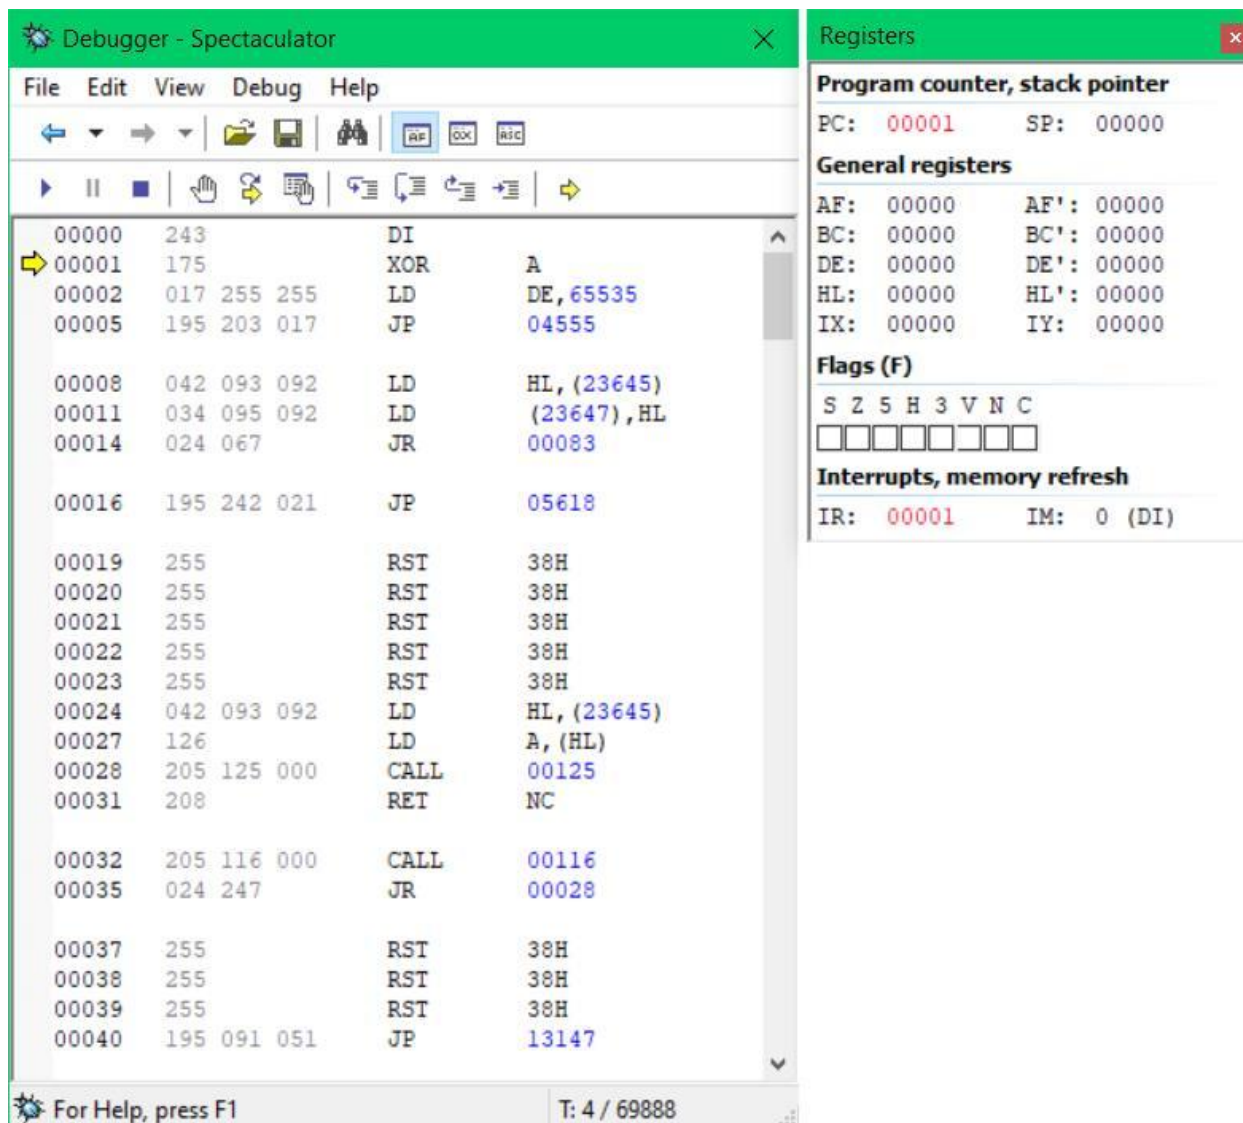 Debugger - Spectaculator
File Edit View Debug Help
00000 243 DI
00001 175 XOR A
00002 017 255 255 LD DE,65535
00005 195 203 017 JP 04555
00008 042 093 092 LD HL,(23645)
00011 034 095 092 LD (23647),HL
00014 024 067 JR 00083
00016 195 242 021 JP 05618
00019 255 RST 38H
00020 255 RST 38H
00021 255 RST 38H
00022 255 RST 38H
00023 255 RST 38H
00024 042 093 092 LD HL,(23645)
00027 126 LD A,(HL)
00028 205 125 000 CALL 00125
00031 208 RET NC
00032 205 116 000 CALL 00116
00035 024 247 JR 00028
00037 255 RST 38H
00038 255 RST 38H
00039 255 RST 38H
00040 195 091 051 JP 13147
For Help, press F1 T: 4 / 69888
Registers
Program counter, stack pointer
PC: 00001 SP: 00000
General registers
AF: 00000 AF': 00000
BC: 00000 BC': 00000
DE: 00000 DE': 00000
HL: 00000 HL': 00000
IX: 00000 IY: 00000
Flags (F)
S Z 5 H 3 V N C
Interrupts, memory refresh
IR: 00001 IM: 0 (DI)